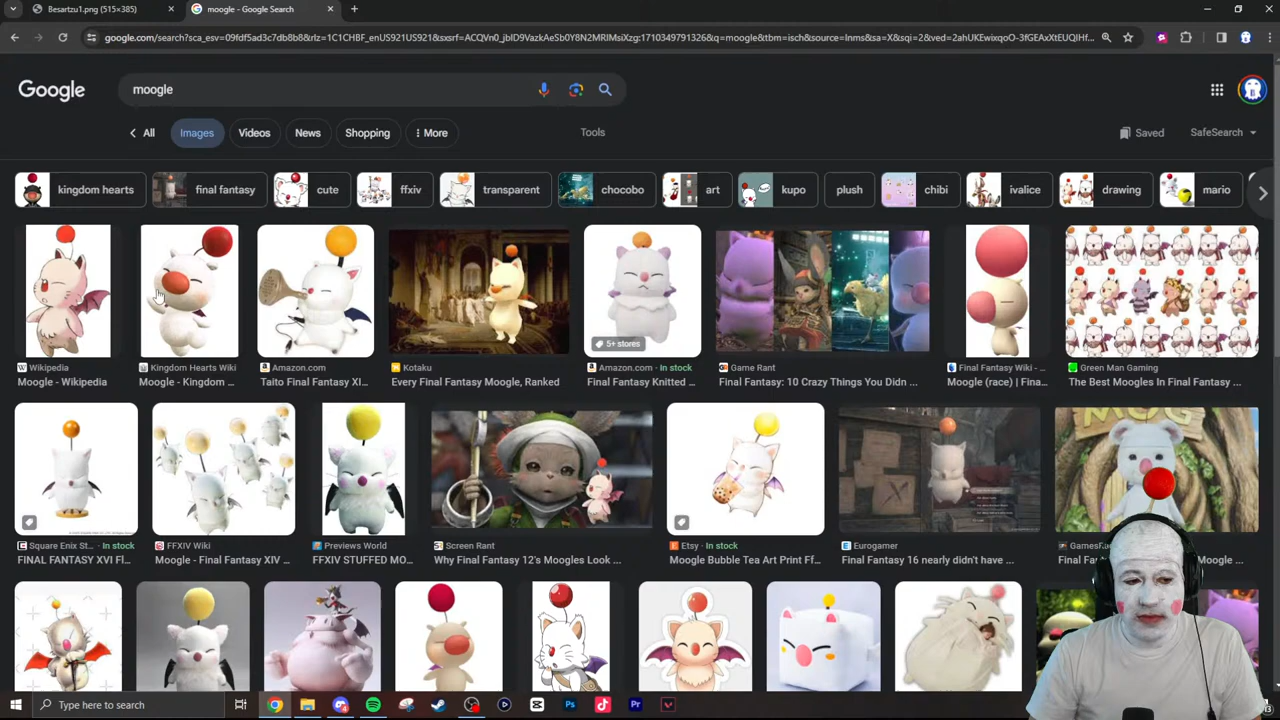 Besartzu1.png (515×385)
moogle - Google Search
google.com/search?sca_esv=09fdf5ad3c7db8b8&rlz=1C1CHBF_enUS921US921&sxsrf=ACQVn0_jbID9VazkAeSb0Y8N2MRIMsiXzg:1710349791326&q=moogle&tbm=isch&source=lnms&sa=X&sqi=2&ved=2ahUKEwixqoO-3fGEAxXtEUQIHf...
Google
moogle
All
Images
Videos
News
Shopping
More
Tools
Saved
SafeSearch
kingdom hearts
final fantasy
cute
ffxiv
transparent
chocobo
art
kupo
plush
chibi
ivalice
drawing
mario
5+ stores
Wikipedia
Moogle - Wikipedia
Kingdom Hearts Wiki
Moogle - Kingdom ...
Amazon.com
Taito Final Fantasy XI...
Kotaku
Every Final Fantasy Moogle, Ranked
Amazon.com - In stock
Final Fantasy Knitted ...
Game Rant
Final Fantasy: 10 Crazy Things You Didn ...
Final Fantasy Wiki - ...
Moogle (race) | Fina...
Green Man Gaming
The Best Moogles In Final Fantasy ...
MOG
Square Enix St... - In stock
FINAL FANTASY XVI FI...
FFXIV Wiki
Moogle - Final Fantasy XIV ...
Previews World
FFXIV STUFFED MO...
Screen Rant
Why Final Fantasy 12's Moogles Look ...
Etsy - In stock
Moogle Bubble Tea Art Print Ff...
Eurogamer
Final Fantasy 16 nearly didn't have ...
Moogle ...
Type here to search